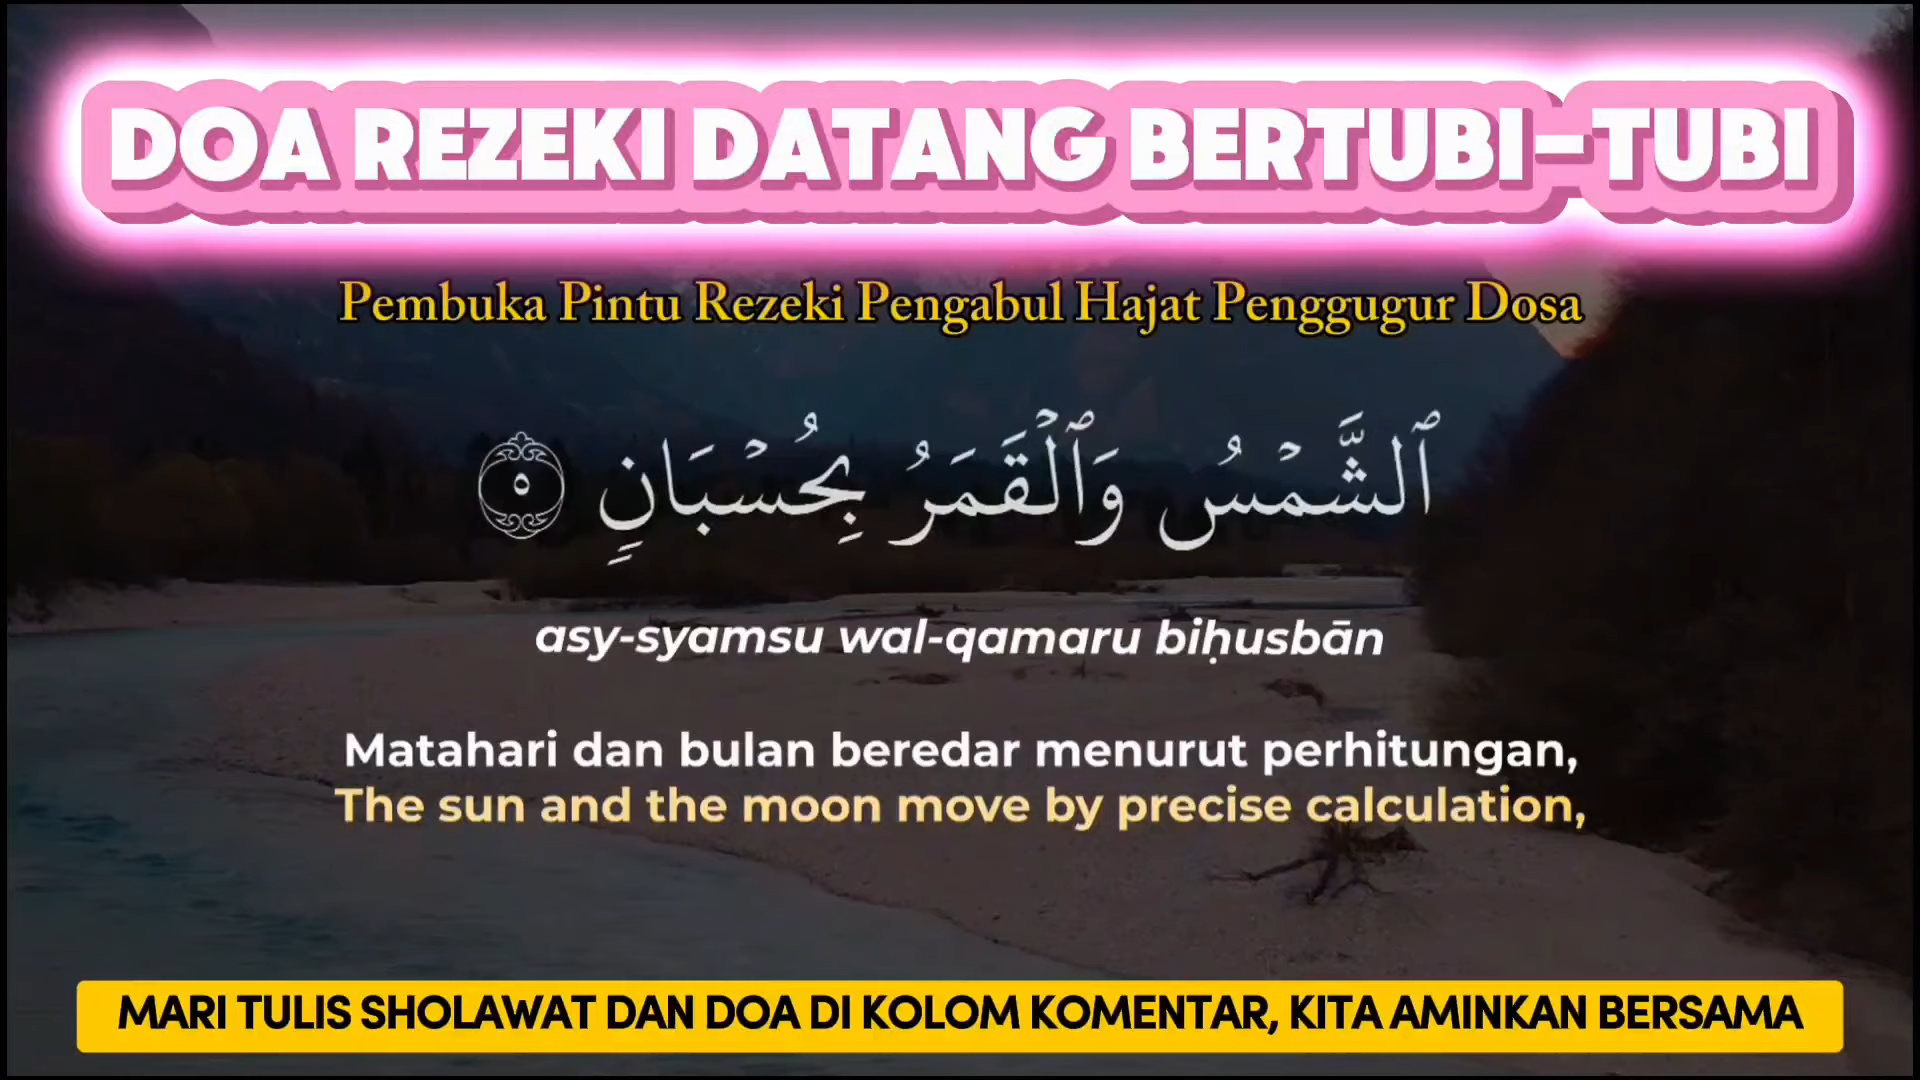 DOA REZEKI DATANG BERTUBI-TUBI
Pembuka Pintu Rezeki Pengabul Hajat Penggugur Dosa
ٱلشَّمۡسُ وَٱلۡقَمَرُ بِحُسۡبَانٖ ٥
asy-syamsu wal-qamaru biḥusbān
Matahari dan bulan beredar menurut perhitungan,
The sun and the moon move by precise calculation,
MARI TULIS SHOLAWAT DAN DOA DI KOLOM KOMENTAR, KITA AMINKAN BERSAMA